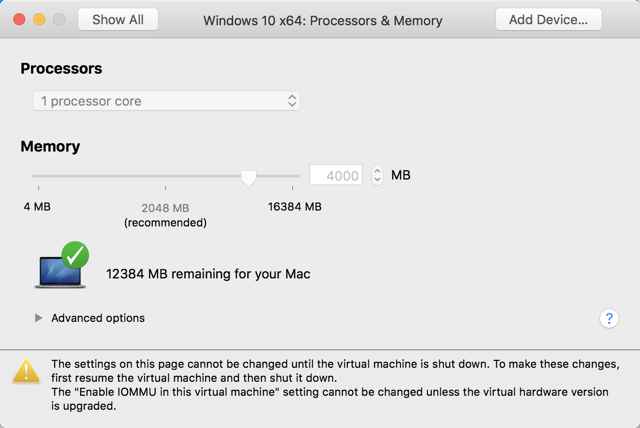 Show All
Windows 10 x64: Processors & Memory
Add Device...
Processors
1 processor core
Memory
4000 MB
4 MB 2048 MB 16384 MB
(recommended)
12384 MB remaining for your Mac
Advanced options
?
The settings on this page cannot be changed until the virtual machine is shut down. To make these changes,
first resume the virtual machine and then shut it down.
The "Enable IOMMU in this virtual machine" setting cannot be changed unless the virtual hardware version
is upgraded.